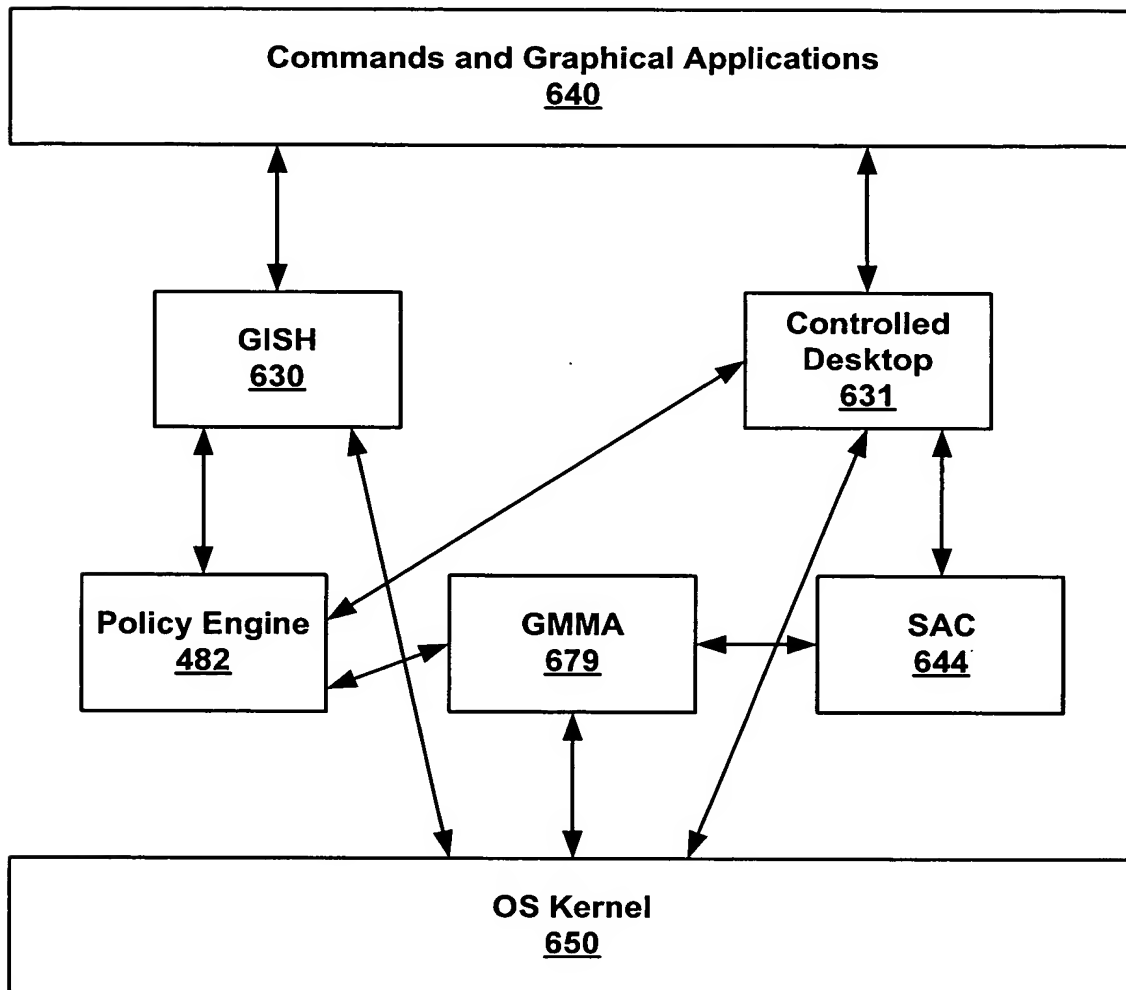 Commands and Graphical Applications
640
GISH
630
Controlled
Desktop
631
Policy Engine
482
GMMA
679
SAC
644
OS Kernel
650